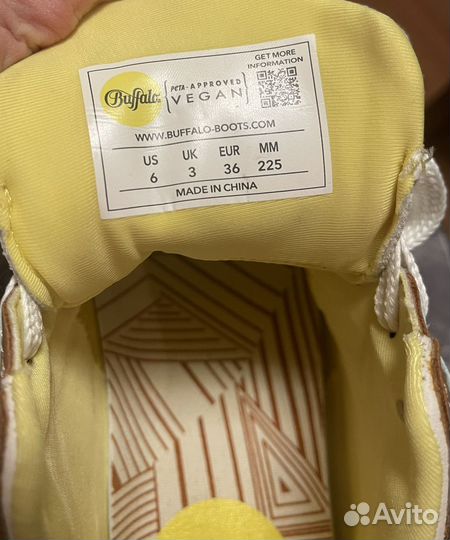 Buffalo
PETA-APPROVED
VEGAN
GET MORE
INFORMATION
WWW.BUFFALO-BOOTS.COM
US UK EUR MM
6 3 36 225
MADE IN CHINA
Avito